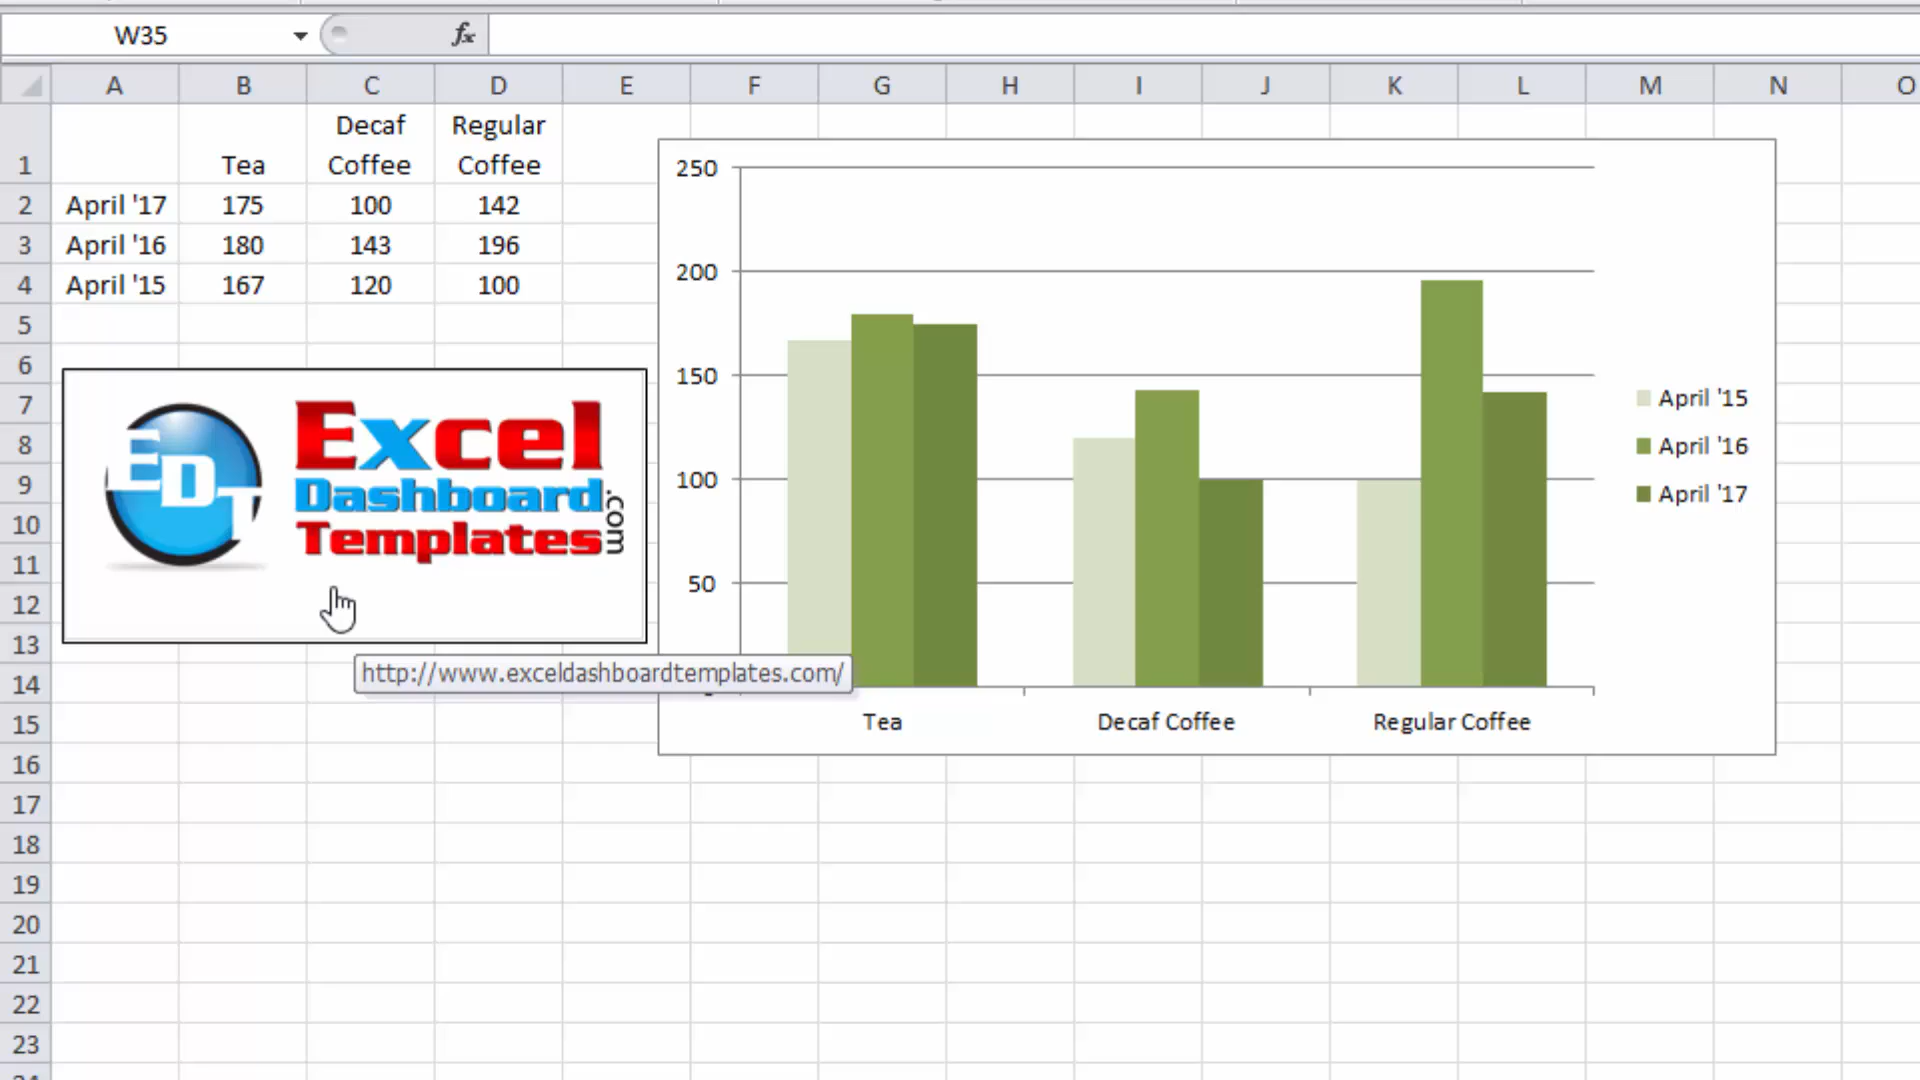 W35
fx
A B C D E F G H I J K L M N O
1 Tea Decaf Coffee Regular Coffee
2 April '17 175 100 142
3 April '16 180 143 196
4 April '15 167 120 100
5
6
7
8
9
10
11
12
13
14
15
16
17
18
19
20
21
22
23
EDT
Excel
Dashboard
Templates
.com
http://www.exceldashboardtemplates.com/
250
200
150
100
50
Tea Decaf Coffee Regular Coffee
April '15
April '16
April '17